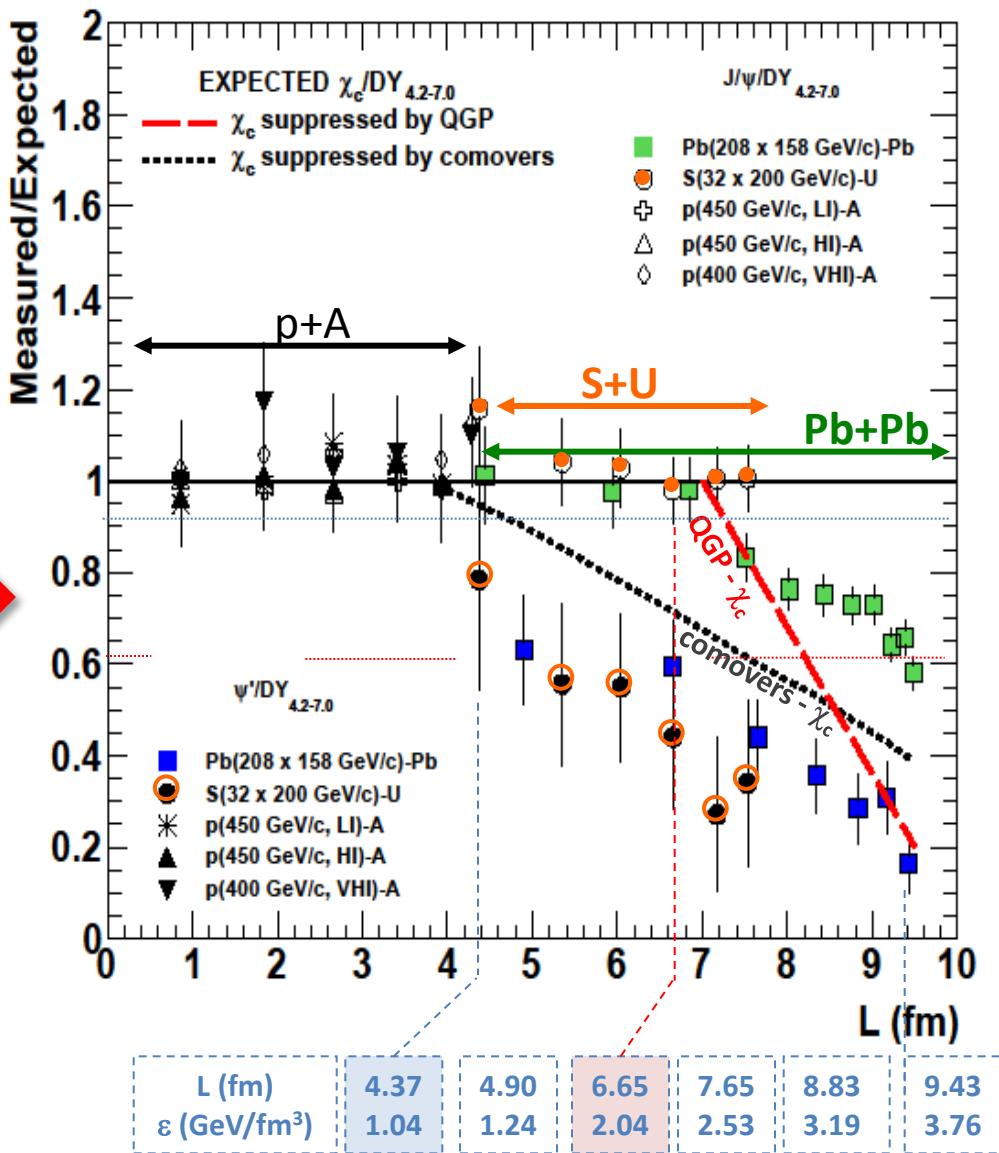 Measured/Expected
2
1.8
1.6
1.4
1.2
1
0.8
0.6
0.4
0.2
0
EXPECTED χc/DY4.2-7.0
χc suppressed by QGP
χc suppressed by comovers
J/ψ/DY4.2-7.0
Pb(208 x 158 GeV/c)-Pb
S(32 x 200 GeV/c)-U
p(450 GeV/c, LI)-A
p(450 GeV/c, HI)-A
p(400 GeV/c, VHI)-A
p+A
S+U
Pb+Pb
QGP - χc
comovers - χc
ψ'/DY4.2-7.0
Pb(208 x 158 GeV/c)-Pb
S(32 x 200 GeV/c)-U
p(450 GeV/c, LI)-A
p(450 GeV/c, HI)-A
p(400 GeV/c, VHI)-A
0 1 2 3 4 5 6 7 8 9 10
L (fm)
L (fm) 4.37 4.90 6.65 7.65 8.83 9.43
ε (GeV/fm³) 1.04 1.24 2.04 2.53 3.19 3.76